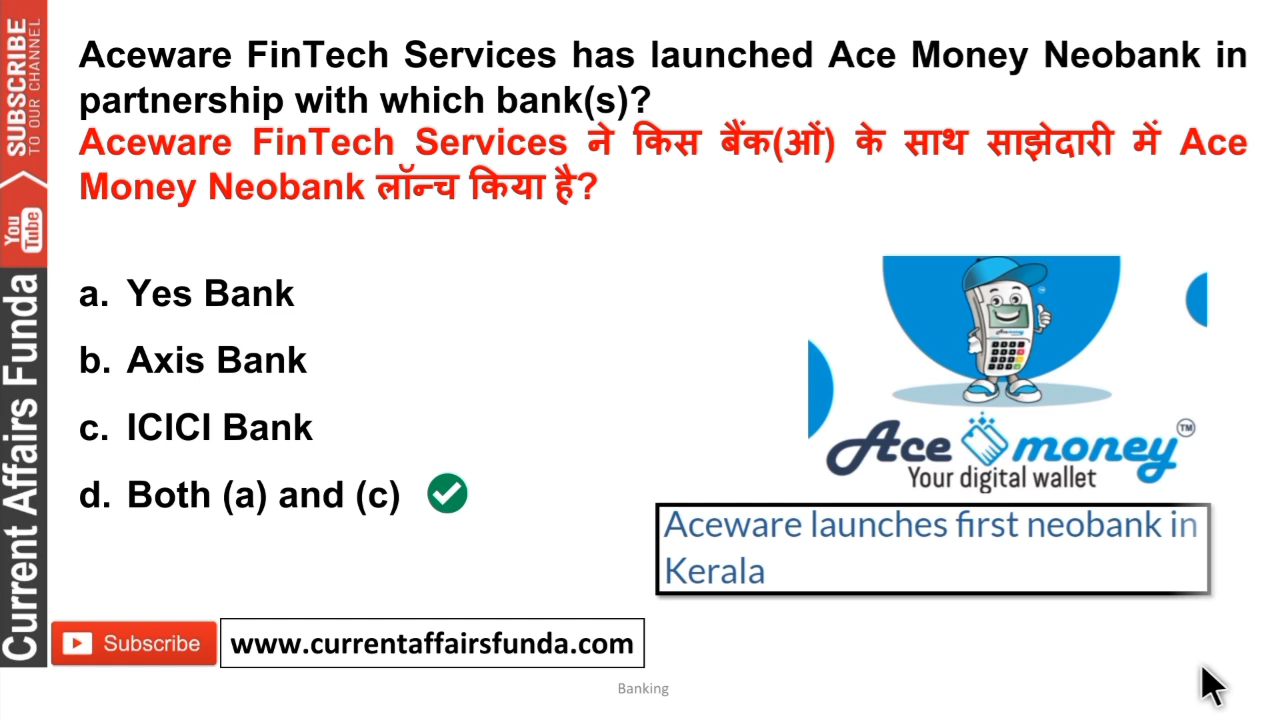 SUBSCRIBE
TO OUR CHANNEL
You
Tube
Current Affairs Funda
Aceware FinTech Services has launched Ace Money Neobank in
partnership with which bank(s)?
Aceware FinTech Services ने किस बैंक(ओं) के साथ साझेदारी में Ace
Money Neobank लॉन्च किया है?
a. Yes Bank
b. Axis Bank
c. ICICI Bank
d. Both (a) and (c)
Ace money TM
Your digital wallet
Aceware launches first neobank in
Kerala
Subscribe
www.currentaffairsfunda.com
Banking